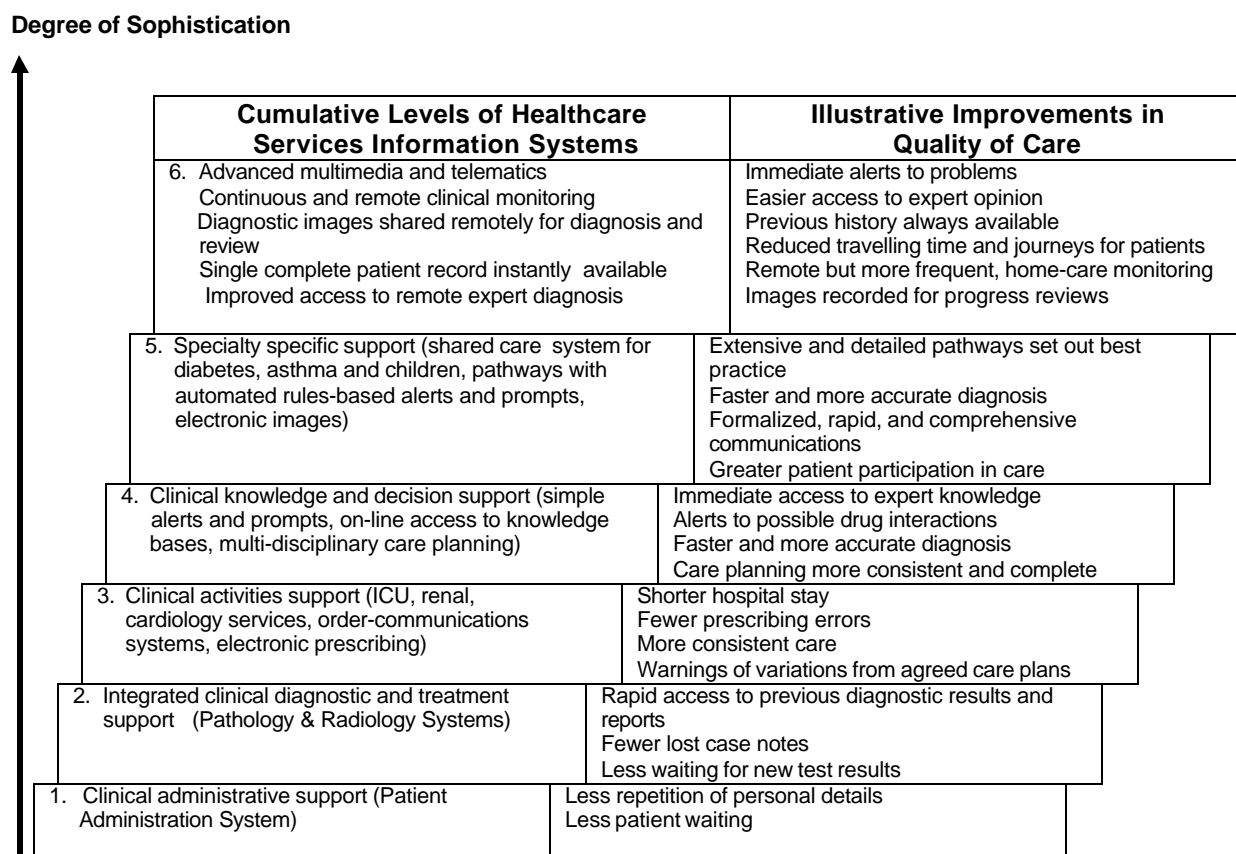 Degree of Sophistication
Cumulative Levels of Healthcare
Services Information Systems
Illustrative Improvements in
Quality of Care
6. Advanced multimedia and telematics
Continuous and remote clinical monitoring
Diagnostic images shared remotely for diagnosis and
review
Single complete patient record instantly available
Improved access to remote expert diagnosis
Immediate alerts to problems
Easier access to expert opinion
Previous history always available
Reduced travelling time and journeys for patients
Remote but more frequent, home-care monitoring
Images recorded for progress reviews
5. Specialty specific support (shared care system for
diabetes, asthma and children, pathways with
automated rules-based alerts and prompts,
electronic images)
Extensive and detailed pathways set out best
practice
Faster and more accurate diagnosis
Formalized, rapid, and comprehensive
communications
Greater patient participation in care
4. Clinical knowledge and decision support (simple
alerts and prompts, on-line access to knowledge
bases, multi-disciplinary care planning)
Immediate access to expert knowledge
Alerts to possible drug interactions
Faster and more accurate diagnosis
Care planning more consistent and complete
3. Clinical activities support (ICU, renal,
cardiology services, order-communications
systems, electronic prescribing)
Shorter hospital stay
Fewer prescribing errors
More consistent care
Warnings of variations from agreed care plans
2. Integrated clinical diagnostic and treatment
support (Pathology & Radiology Systems)
Rapid access to previous diagnostic results and
reports
Fewer lost case notes
Less waiting for new test results
1. Clinical administrative support (Patient
Administration System)
Less repetition of personal details
Less patient waiting